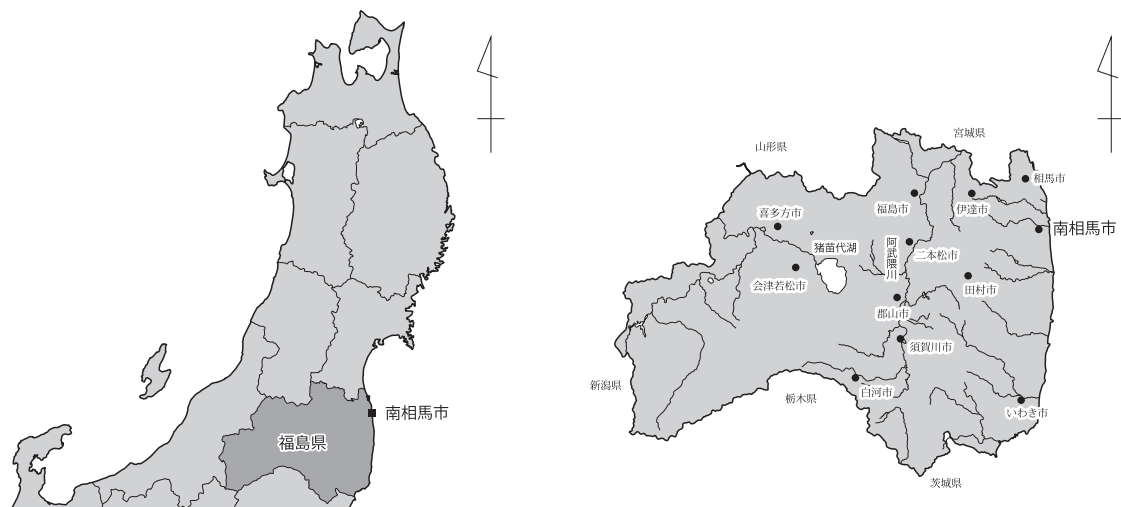 南相馬市
福島県
宮城県
山形県
相馬市
福島市
伊達市
喜多方市
南相馬市
猪苗代湖
阿武隈川
二本松市
会津若松市
田村市
郡山市
須賀川市
新潟県
栃木県
白河市
いわき市
茨城県